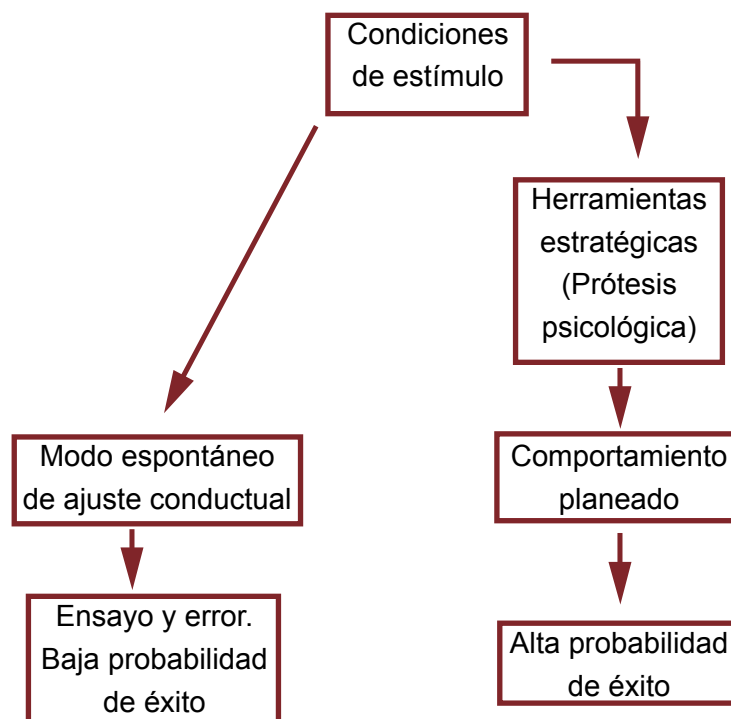 Condiciones
de estímulo
Herramientas
estratégicas
(Prótesis
psicológica)
Modo espontáneo
de ajuste conductual
Comportamiento
planeado
Ensayo y error.
Baja probabilidad
de éxito
Alta probabilidad
de éxito